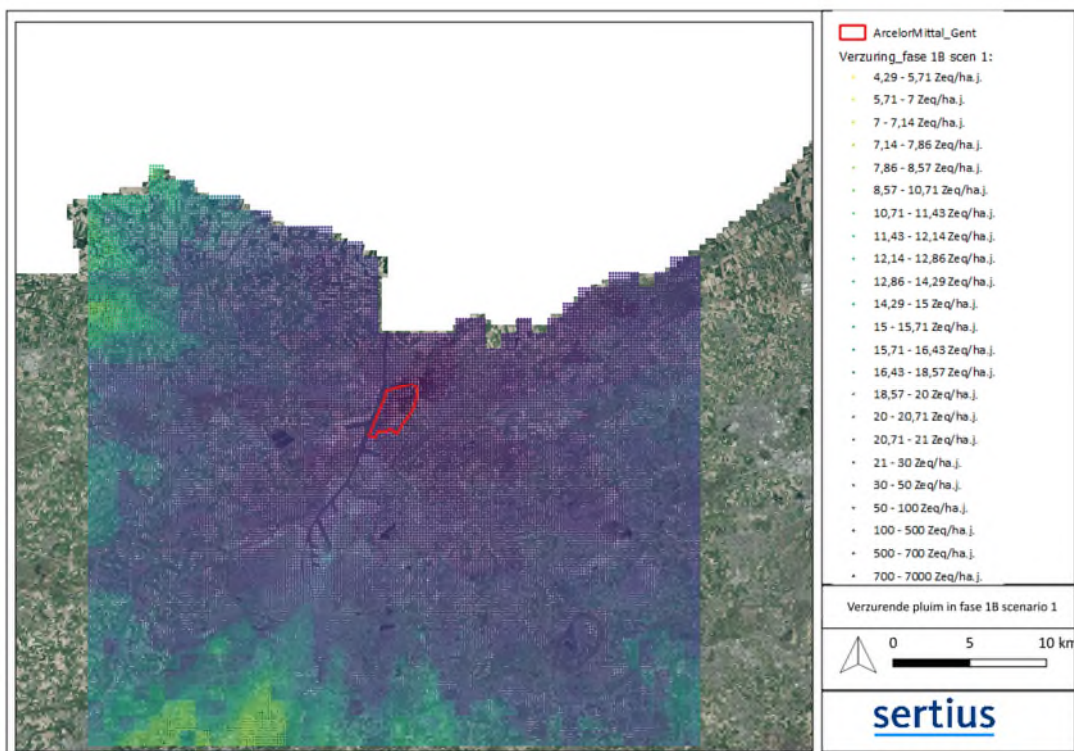 ArcelorMittal_Gent
Verzuring_fase 1B scen 1:
4,29 - 5,71 Zeq/ha.j.
5,71 - 7 Zeq/ha.j.
7 - 7,14 Zeq/ha.j.
7,14 - 7,86 Zeq/ha.j.
7,86 - 8,57 Zeq/ha.j.
8,57 - 10,71 Zeq/ha.j.
10,71 - 11,43 Zeq/ha.j.
11,43 - 12,14 Zeq/ha.j.
12,14 - 12,86 Zeq/ha.j.
12,86 - 14,29 Zeq/ha.j.
14,29 - 15 Zeq/ha.j.
15 - 15,71 Zeq/ha.j.
15,71 - 16,43 Zeq/ha.j.
16,43 - 18,57 Zeq/ha.j.
18,57 - 20 Zeq/ha.j.
20 - 20,71 Zeq/ha.j.
20,71 - 21 Zeq/ha.j.
21 - 30 Zeq/ha.j.
30 - 50 Zeq/ha.j.
50 - 100 Zeq/ha.j.
100 - 500 Zeq/ha.j.
500 - 700 Zeq/ha.j.
700 - 7000 Zeq/ha.j.
Verzurende pluim in fase 1B scenario 1
0 5 10 km
sertius